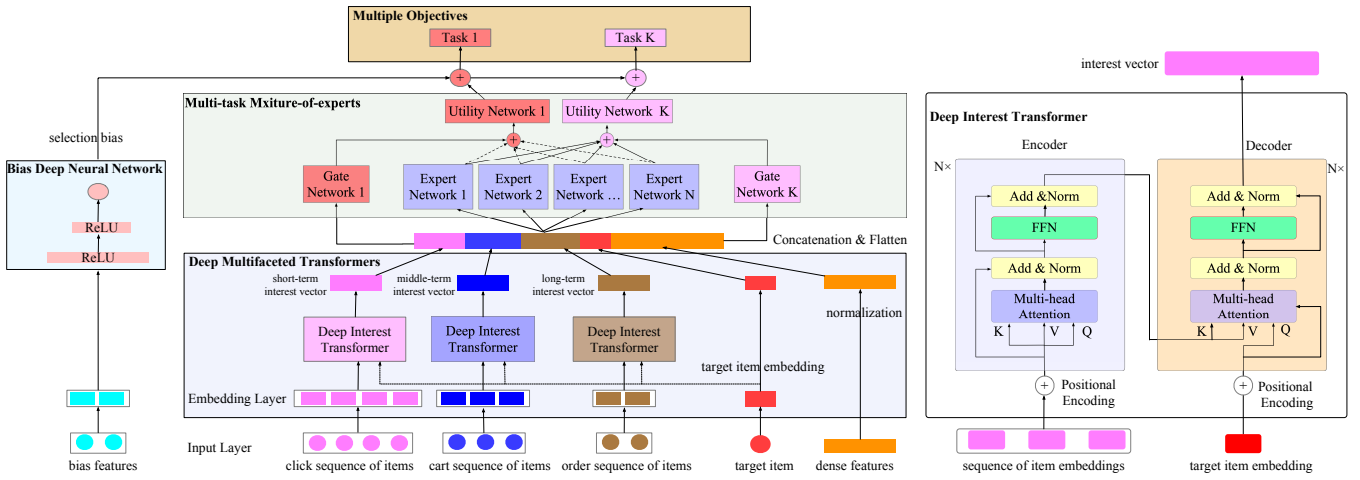 Multiple Objectives
Task 1
Task K
+
+
Multi-task Mxiture-of-experts
Utility Network 1
Utility Network K
+
+
Gate
Network 1
Expert
Network 1
Expert
Network 2
Expert
Network ...
Expert
Network N
Gate
Network K
selection bias
Bias Deep Neural Network
ReLU
ReLU
bias features
Concatenation & Flatten
Deep Multifaceted Transformers
short-term
interest vector
middle-term
interest vector
long-term
interest vector
normalization
Deep Interest
Transformer
Deep Interest
Transformer
Deep Interest
Transformer
target item embedding
Embedding Layer
Input Layer
click sequence of items
cart sequence of items
order sequence of items
target item
dense features
interest vector
Deep Interest Transformer
Encoder
N×
Add &Norm
FFN
Add & Norm
Multi-head
Attention
K
V
Q
+
Positional
Encoding
sequence of item embeddings
Decoder
N×
Add & Norm
FFN
Add & Norm
Multi-head
Attention
K
V
Q
+
Positional
Encoding
target item embedding